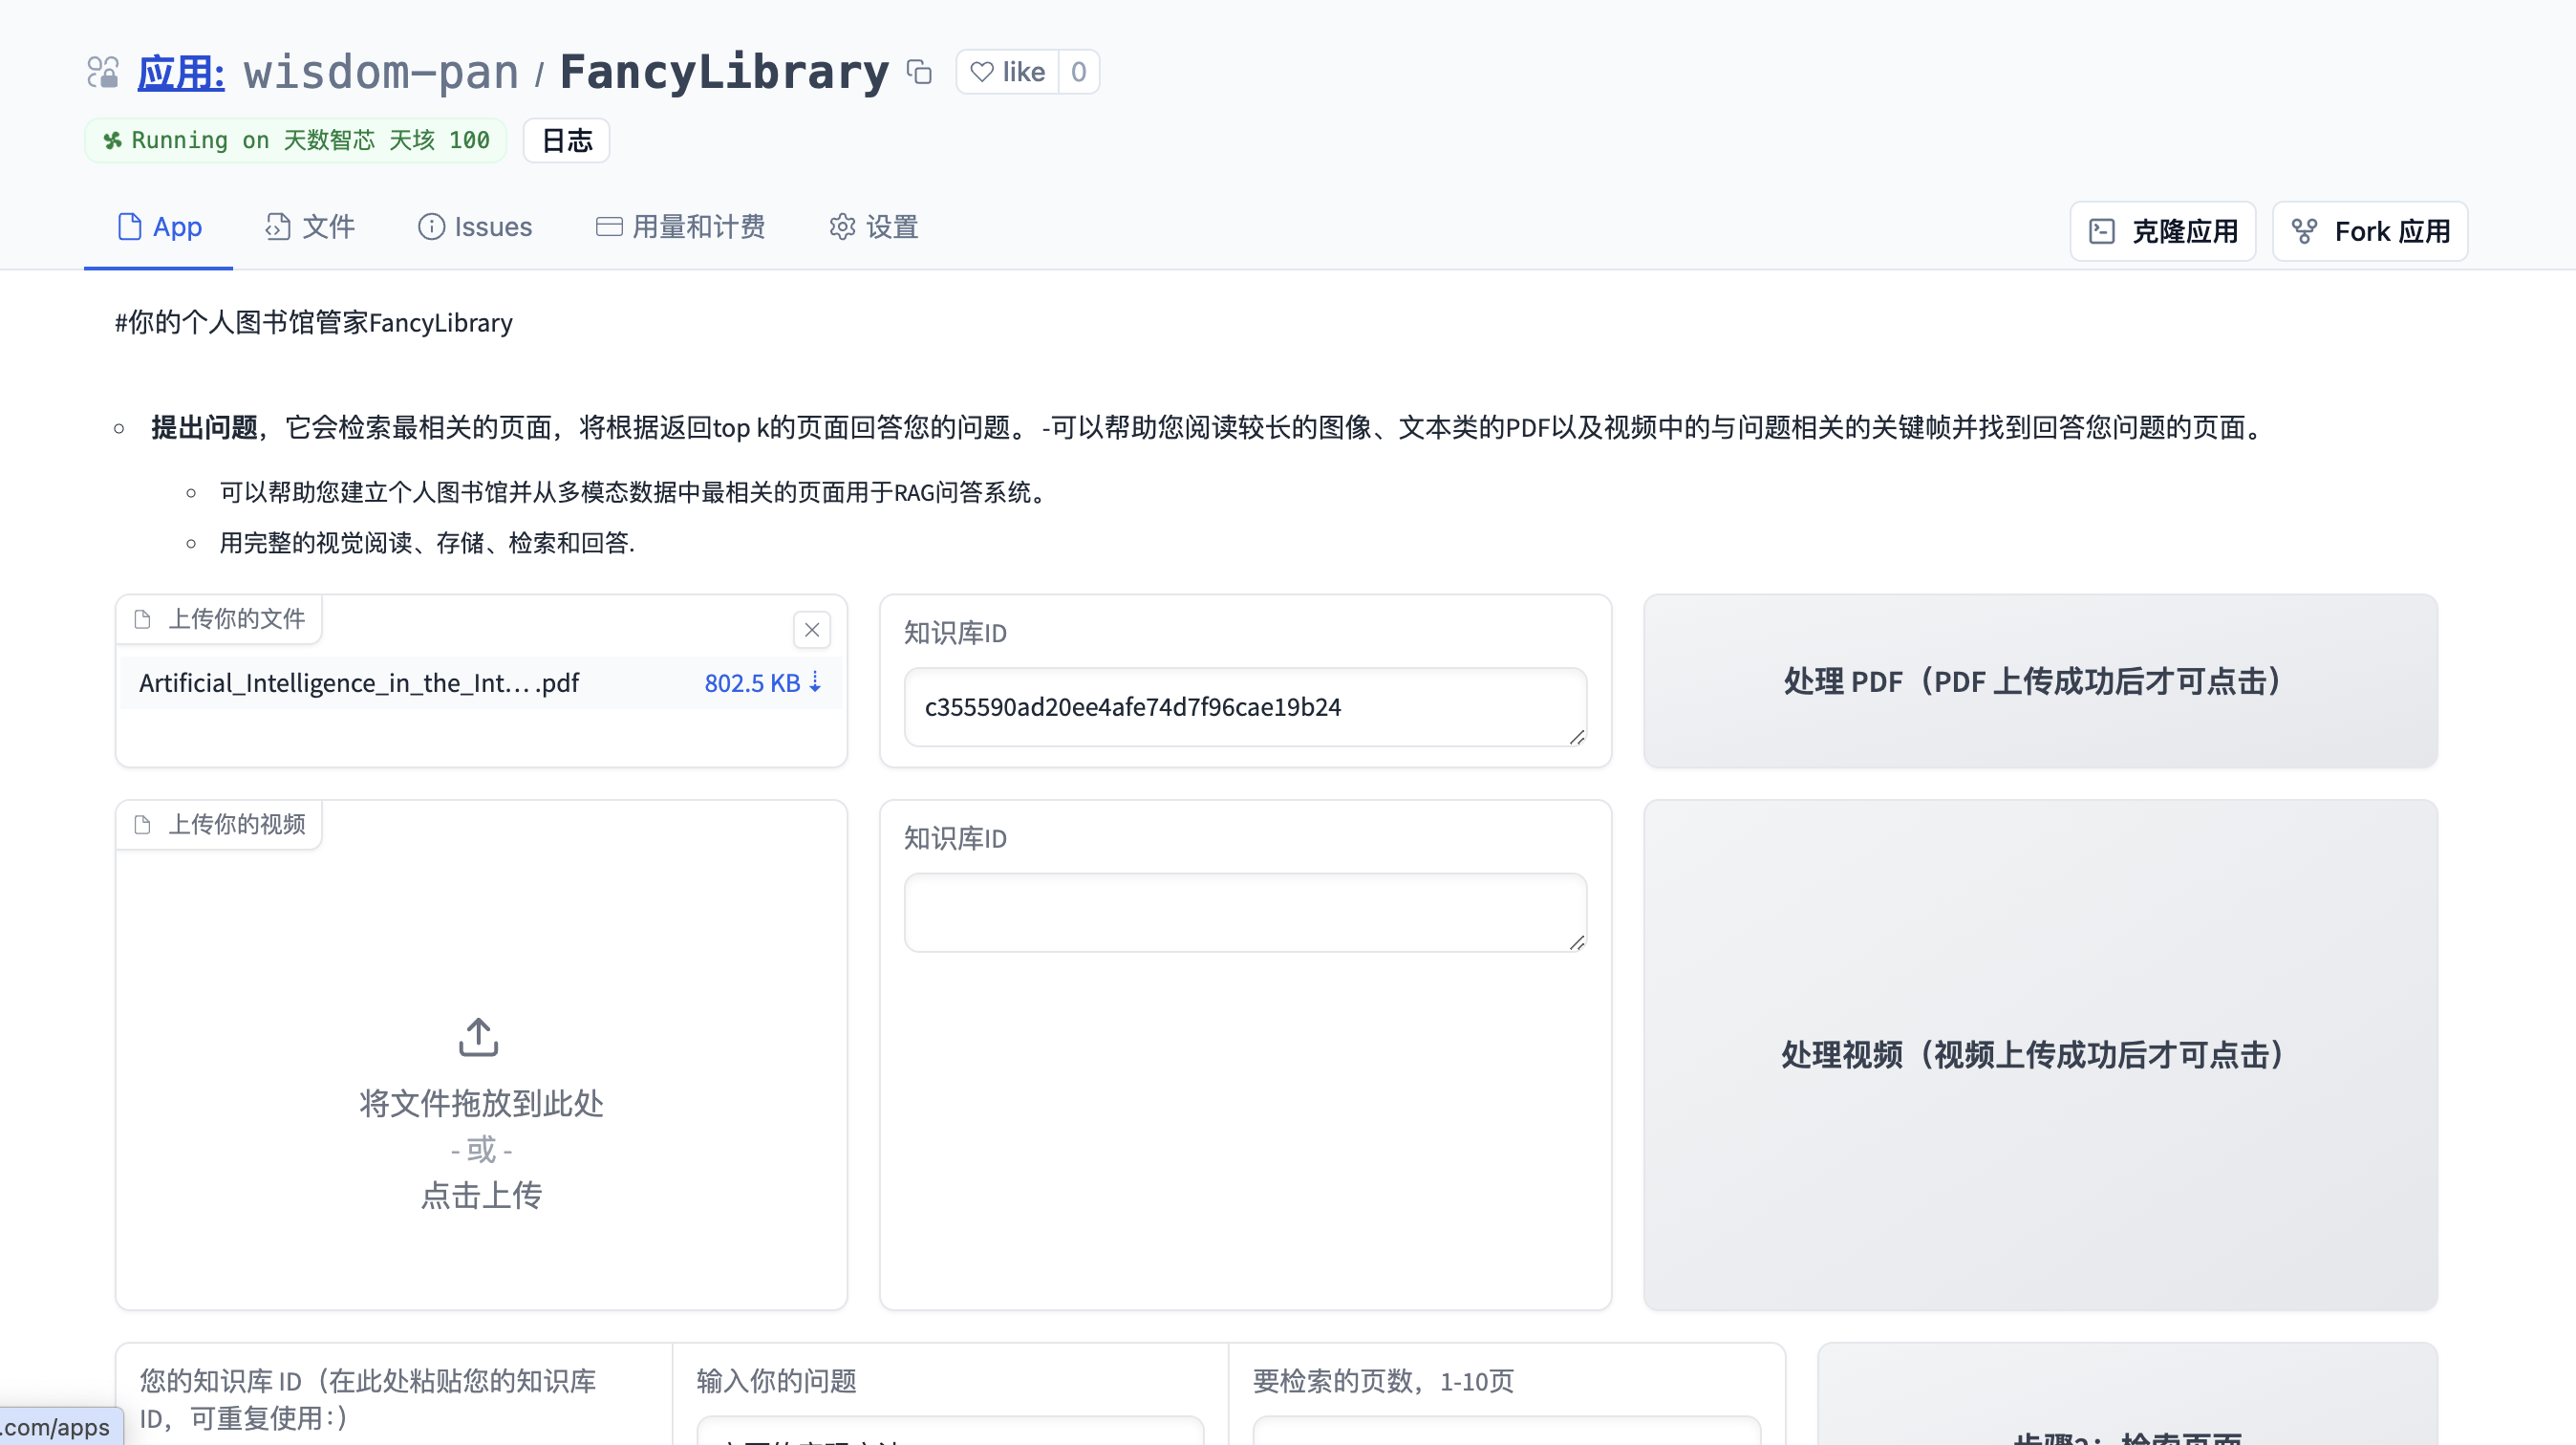 应用: wisdom-pan / FancyLibrary like 0
Running on 天数智芯 天垓 100 日志
App 文件 Issues 用量和计费 设置 克隆应用 Fork 应用
#你的个人图书馆管家FancyLibrary
提出问题，它会检索最相关的页面，将根据返回top k的页面回答您的问题。 -可以帮助您阅读较长的图像、文本类的PDF以及视频中的与问题相关的关键帧并找到回答您问题的页面。
可以帮助您建立个人图书馆并从多模态数据中最相关的页面用于RAG问答系统。
用完整的视觉阅读、存储、检索和回答.
上传你的文件
Artificial_Intelligence_in_the_Int... .pdf 802.5 KB
知识库ID
c355590ad20ee4afe74d7f96cae19b24
处理 PDF（PDF 上传成功后才可点击）
上传你的视频
将文件拖放到此处
- 或 -
点击上传
知识库ID
处理视频（视频上传成功后才可点击）
您的知识库 ID（在此处粘贴您的知识库
ID，可重复使用:）
输入你的问题
要检索的页数，1-10页
.com/apps